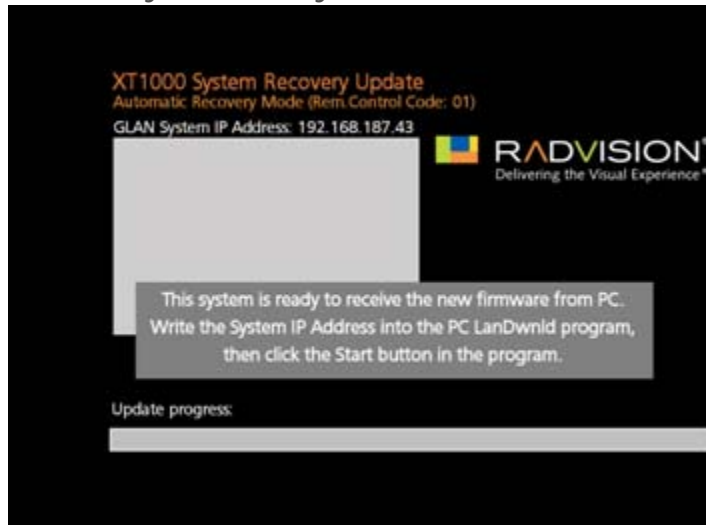 XT1000 System Recovery Update
Automatic Recovery Mode (Rem.Control Code: 01)
GLAN System IP Address: 192.168.187.43
RADVISION
Delivering the Visual Experience
This system is ready to receive the new firmware from PC.
Write the System IP Address into the PC LanDwnld program,
then click the Start button in the program.
Update progress: